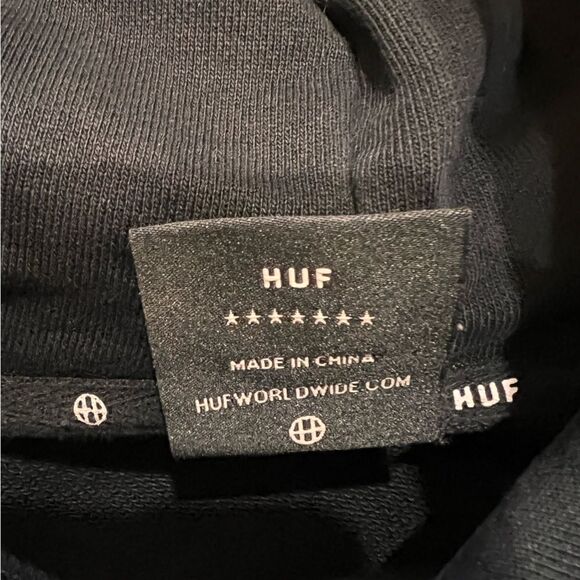 HUF
★★★★★★★
MADE IN CHINA
HUFWORLDWIDE.COM
HUF